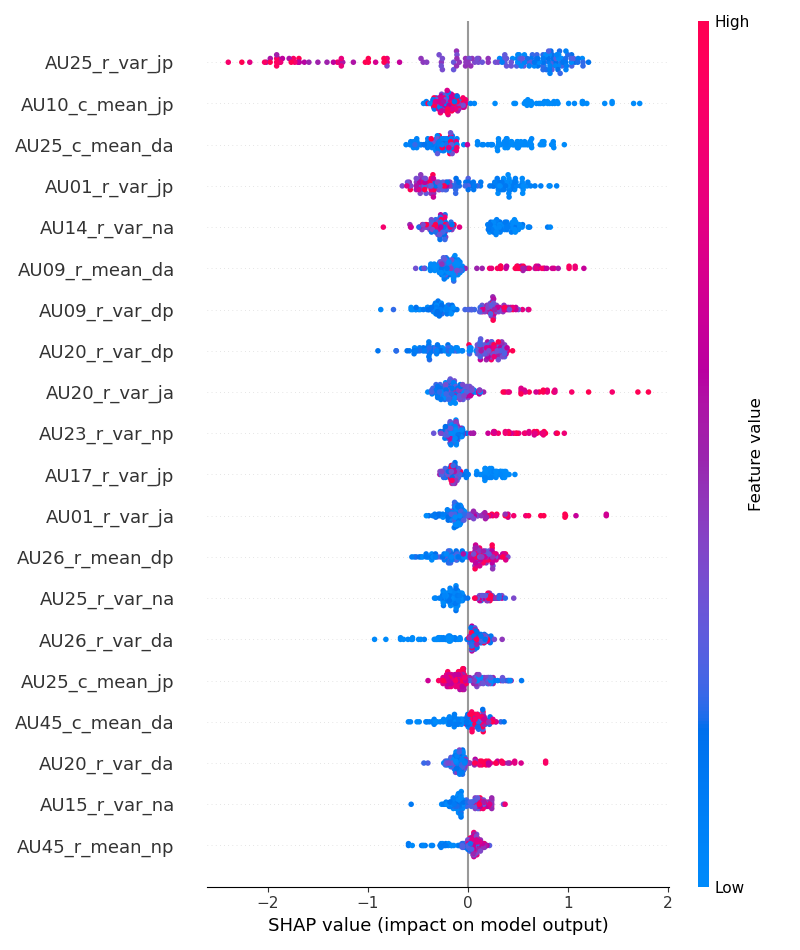 High
AU25_r_var_jp
AU10_c_mean_jp
AU25_c_mean_da
AU01_r_var_jp
AU14_r_var_na
AU09_r_mean_da
AU09_r_var_dp
AU20_r_var_dp
AU20_r_var_ja
AU23_r_var_np
AU17_r_var_jp
AU01_r_var_ja
AU26_r_mean_dp
AU25_r_var_na
AU26_r_var_da
AU25_c_mean_jp
AU45_c_mean_da
AU20_r_var_da
AU15_r_var_na
AU45_r_mean_np
Feature value
Low
−2 −1 0 1 2
SHAP value (impact on model output)